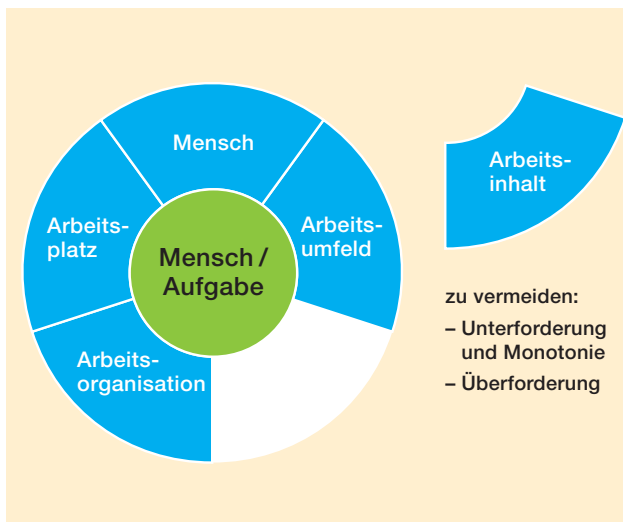 Mensch
Arbeits-
platz
Arbeits-
umfeld
Mensch /
Aufgabe
Arbeits-
organisation
Arbeits-
inhalt
zu vermeiden:
– Unterforderung
und Monotonie
– Überforderung